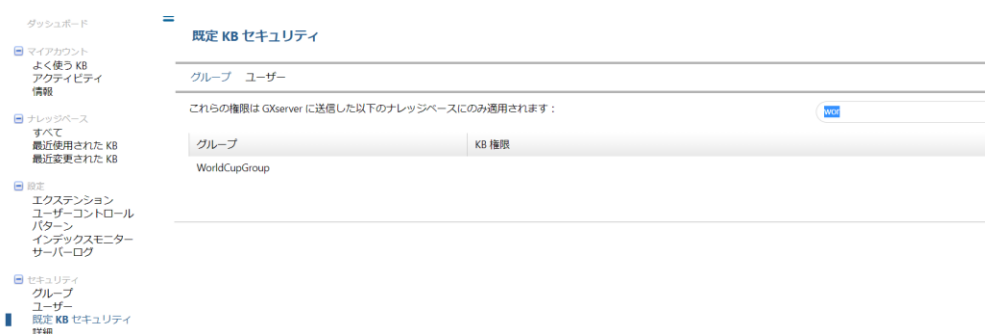 ダッシュボード
マイアカウント
よく使う KB
アクティビティ
情報
ナレッジベース
すべて
最近使用された KB
最近変更された KB
設定
エクステンション
ユーザーコントロール
パターン
インデックスモニター
サーバーログ
セキュリティ
グループ
ユーザー
既定 KB セキュリティ
詳細
既定 KB セキュリティ
グループ ユーザー
これらの権限は GXserver に送信した以下のナレッジベースにのみ適用されます：
wor
グループ KB 権限
WorldCupGroup